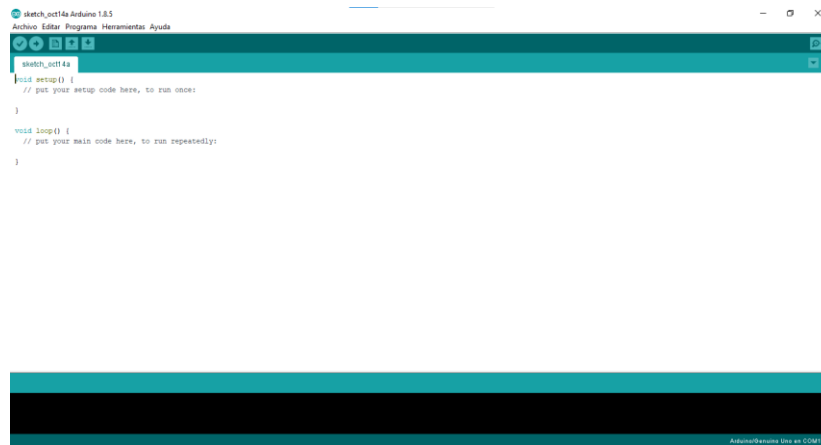 sketch_oct14a Arduino 1.8.5
Archivo Editar Programa Herramientas Ayuda
sketch_oct14a
void setup() {
// put your setup code here, to run once:
}
void loop() {
// put your main code here, to run repeatedly:
}
Arduino/Genuino Uno en COM1